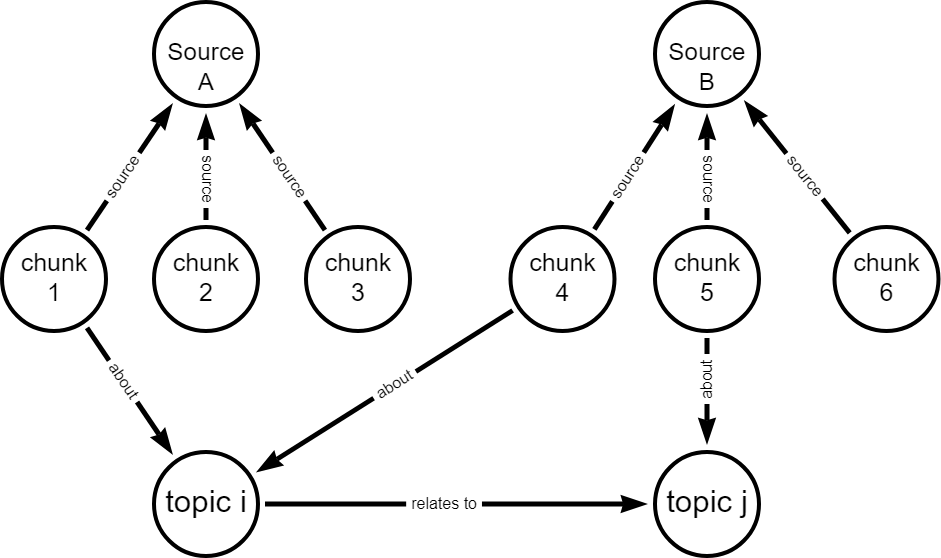 Source
A
Source
B
source
source
source
source
source
source
chunk
1
chunk
2
chunk
3
chunk
4
chunk
5
chunk
6
about
about
about
topic i
relates to
topic j